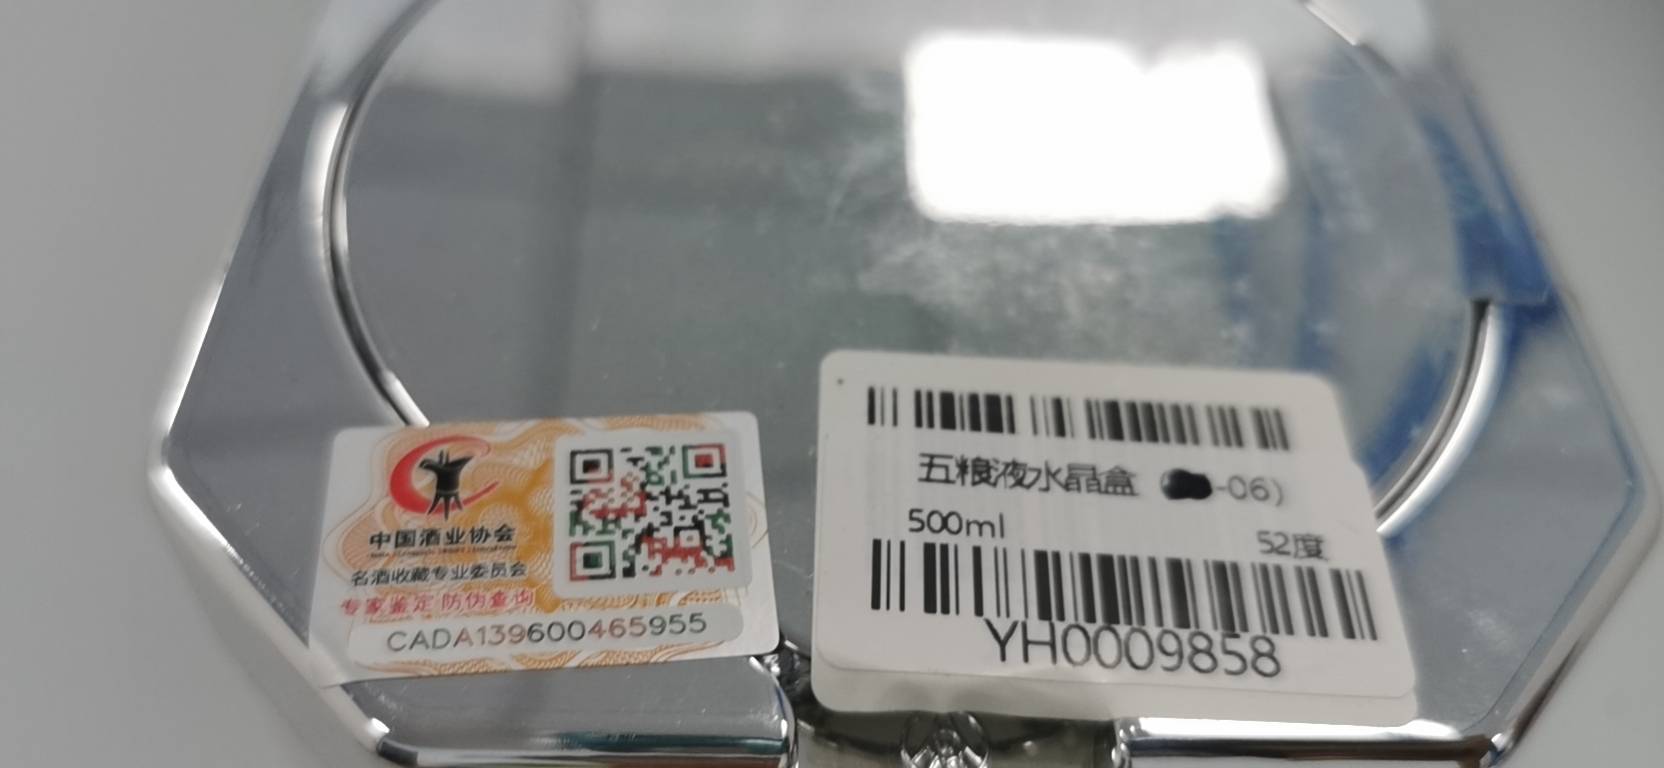 中国酒业协会
名酒收藏专业委员会
专家鉴定 防伪查询
CADA139600465955
五粮液水晶盒 -06)
500ml 52度
YH0009858